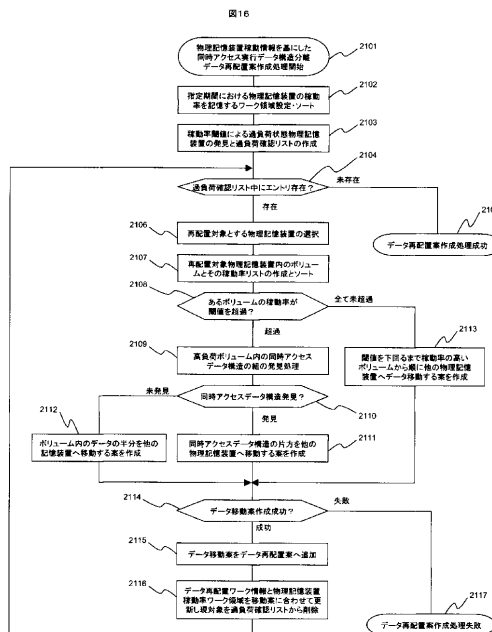 図16
物理記憶装置稼動情報を基にした
同時アクセス実行データ構造分離
データ再配置案作成処理開始
2101
指定期間における物理記憶装置の稼動
率を記憶するワーク領域設定・ソート
2102
稼動率閾値による過負荷状態物理記憶
装置の発見と過負荷確認リストの作成
2103
2104
過負荷確認リスト中にエントリ存在？
未存在
存在
210
データ再配置案作成処理成功
2106
再配置対象とする物理記憶装置の選択
2107
再配置対象物理記憶装置内のボリュー
ムとその稼動率リストの作成とソート
2108
あるボリュームの稼動率が
閾値を超過？
全て未超過
超過
2113
閾値を下回るまで稼動率の高い
ボリュームから順に他の物理記憶
装置へデータ移動する案を作成
2109
高負荷ボリューム内の同時アクセス
データ構造の組の発見処理
未発見
同時アクセスデータ構造発見？
2110
発見
2112
ボリューム内のデータの半分を他の
記憶装置へ移動する案を作成
同時アクセスデータ構造の片方を他の
物理記憶装置へ移動する案を作成
2111
2114
データ移動案作成成功？
失敗
成功
2115
データ移動案をデータ再配置案へ追加
2116
データ再配置ワーク情報と物理記憶装置
稼動率ワーク領域を移動案に合わせて更
新し現対象を過負荷確認リストから削除
2117
データ再配置案作成処理失敗